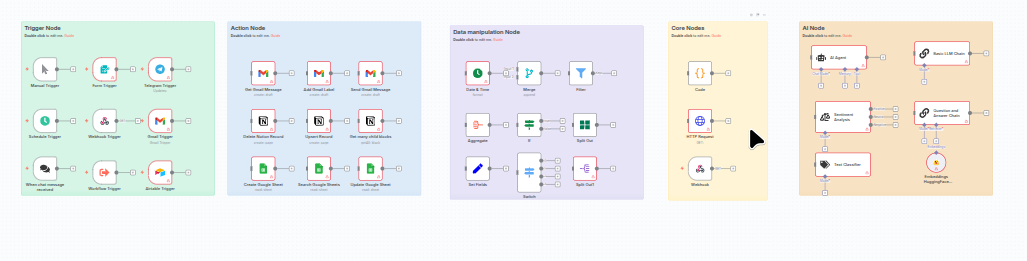 Trigger Node
Double click to edit me. Guide
Manual Trigger
Form Trigger
Telegram Trigger
Schedule Trigger
Webhook Trigger
Gmail Trigger
When chat message
received
Workflow Trigger
Airtable Trigger
Action Node
Double click to edit me. Guide
Get Gmail Message
Add Gmail Label
Send Gmail Message
Delete Notion Record
Upsert Record
Get many child blocks
Create Google Sheet
Search Google Sheets
Update Google Sheet
Data manipulation Node
Double click to edit me. Guide
Date & Time
Merge
append
Filter
Aggregate
If
Split Out
Set Fields
Switch
Split Out1
Core Nodes
Double click to edit me. Guide
Code
HTTP Request
Webhook
AI Node
Double click to edit me. Guide
AI Agent
Basic LLM Chain
Sentiment
Analysis
Question and
Answer Chain
Text Classifier
Embeddings
Embeddings
HuggingFace...